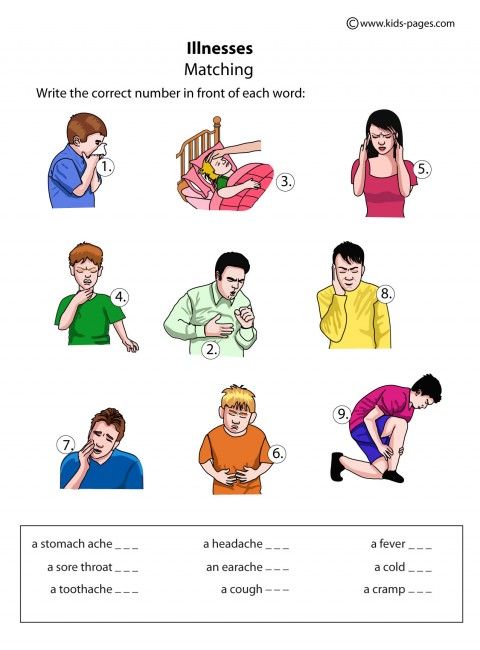 ©www.kids-pages.com
Illnesses
Matching
Write the correct number in front of each word:
1.
3.
5.
4.
2.
8.
7.
6.
9.
a stomach ache _ _ _ a headache _ _ _ a fever _ _ _
a sore throat _ _ _ an earache _ _ _ a cold _ _ _
a toothache _ _ _ a cough _ _ _ a cramp _ _ _